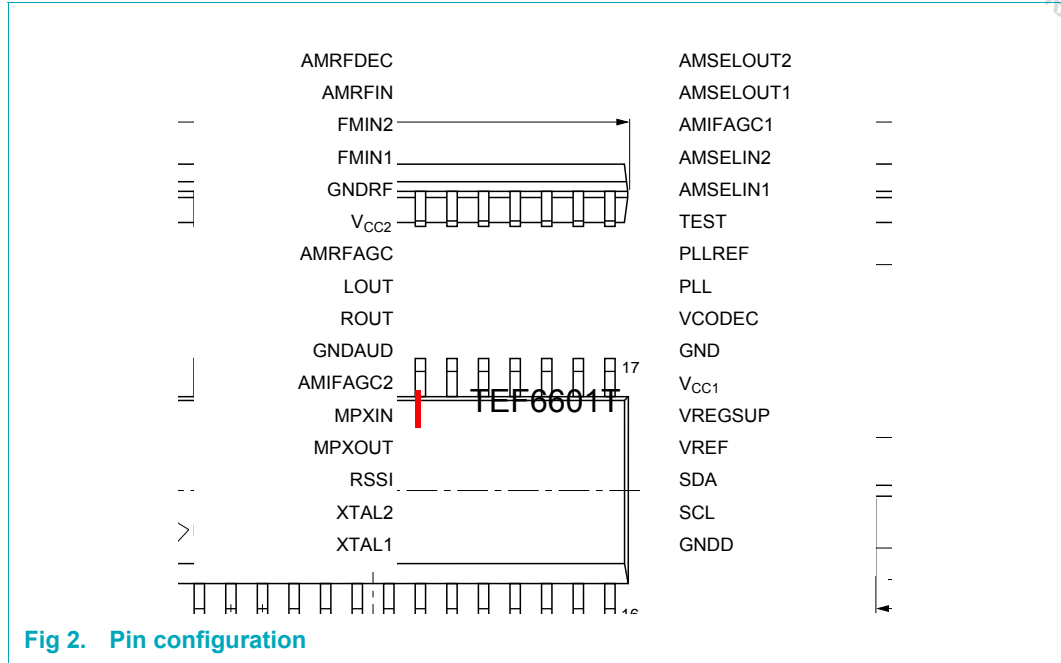 AMRFDEC AMSELOUT2
AMRFIN AMSELOUT1
FMIN2 AMIFAGC1
FMIN1 AMSELIN2
GNDRF AMSELIN1
VCC2 TEST
AMRFAGC PLLREF
LOUT PLL
ROUT VCODEC
GNDAUD GND
17
AMIFAGC2 VCC1
TEF6601T
MPXIN VREGSUP
MPXOUT VREF
RSSI SDA
XTAL2 SCL
XTAL1 GNDD
16
Fig 2. Pin configuration